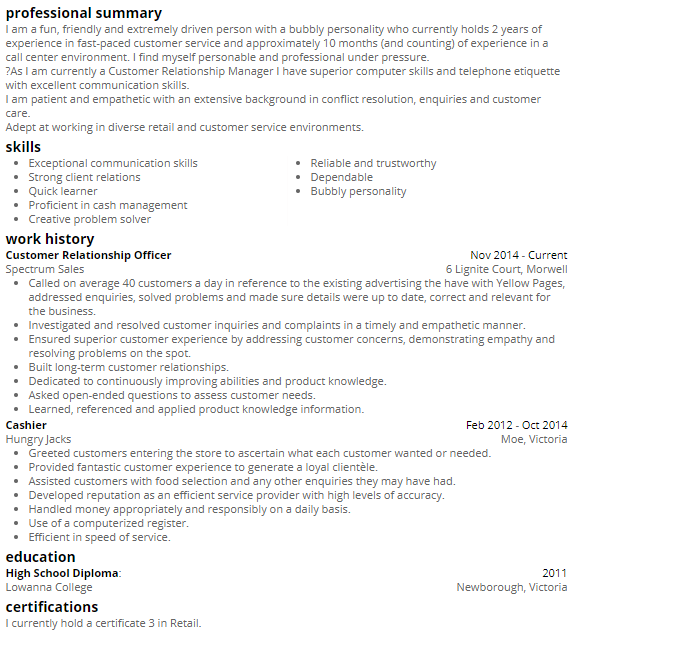 professional summary
I am a fun, friendly and extremely driven person with a bubbly personality who currently holds 2 years of
experience in fast-paced customer service and approximately 10 months (and counting) of experience in a
call center environment. I find myself personable and professional under pressure.
?As I am currently a Customer Relationship Manager I have superior computer skills and telephone etiquette
with excellent communication skills.
I am patient and empathetic with an extensive background in conflict resolution, enquiries and customer
care.
Adept at working in diverse retail and customer service environments.
skills
• Exceptional communication skills
• Strong client relations
• Quick learner
• Proficient in cash management
• Creative problem solver
• Reliable and trustworthy
• Dependable
• Bubbly personality
work history
Customer Relationship Officer Nov 2014 - Current
Spectrum Sales 6 Lignite Court, Morwell
• Called on average 40 customers a day in reference to the existing advertising the have with Yellow Pages,
addressed enquiries, solved problems and made sure details were up to date, correct and relevant for
the business.
• Investigated and resolved customer inquiries and complaints in a timely and empathetic manner.
• Ensured superior customer experience by addressing customer concerns, demonstrating empathy and
resolving problems on the spot.
• Built long-term customer relationships.
• Dedicated to continuously improving abilities and product knowledge.
• Asked open-ended questions to assess customer needs.
• Learned, referenced and applied product knowledge information.
Cashier Feb 2012 - Oct 2014
Hungry Jacks Moe, Victoria
• Greeted customers entering the store to ascertain what each customer wanted or needed.
• Provided fantastic customer experience to generate a loyal clientèle.
• Assisted customers with food selection and any other enquiries they may have had.
• Developed reputation as an efficient service provider with high levels of accuracy.
• Handled money appropriately and responsibly on a daily basis.
• Use of a computerized register.
• Efficient in speed of service.
education
High School Diploma: 2011
Lowanna College Newborough, Victoria
certifications
I currently hold a certificate 3 in Retail.